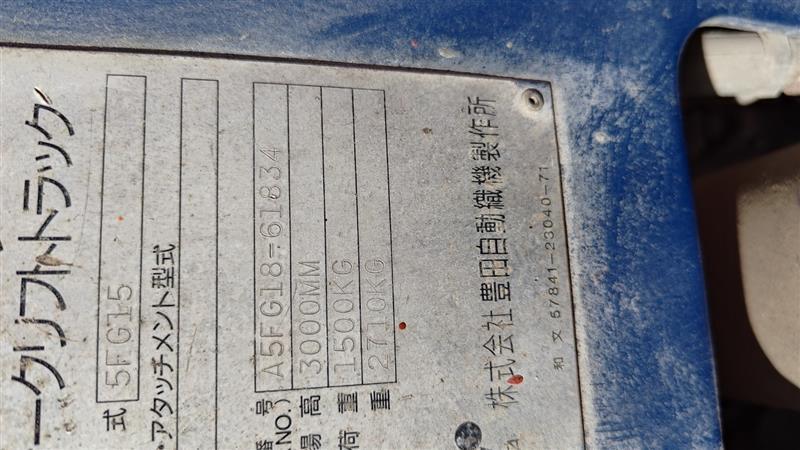 ークリフト・トラック
式 5FG15
・アタッチメント型式
番号
(NO.) A5FG18-61834
揚高 3000MM
荷重 1500KG
重 2710KG
株式会社豊田自動織機製作所
和文 57841-23040-71